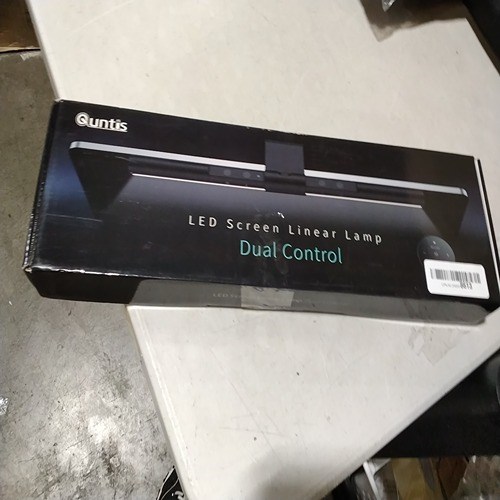 Quntis
LED Screen Linear Lamp
Dual Control